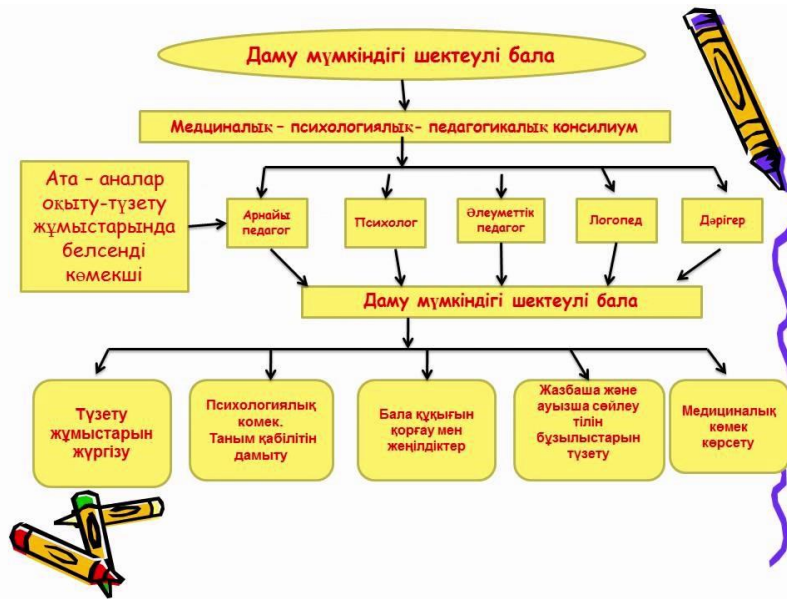 Даму мүмкіндігі шектеулі бала
Медциналық – психологиялық- педагогикалық консилиум
Ата – аналар
оқыту-түзету
жұмыстарында
белсенді
көмекші
Арнайы
педагог
Психолог
Әлеуметтік
педагог
Логопед
Дәрігер
Даму мүмкіндігі шектеулі бала
Түзету
жұмыстарын
жүргізу
Психологиялық
комек.
Таным қабілітін
дамыту
Бала құқығын
қорғау мен
жеңілдіктер
Жазбаша және
ауызша сөйлеу
тілін
бұзылыстарын
түзету
Медициналық
көмек
көрсету